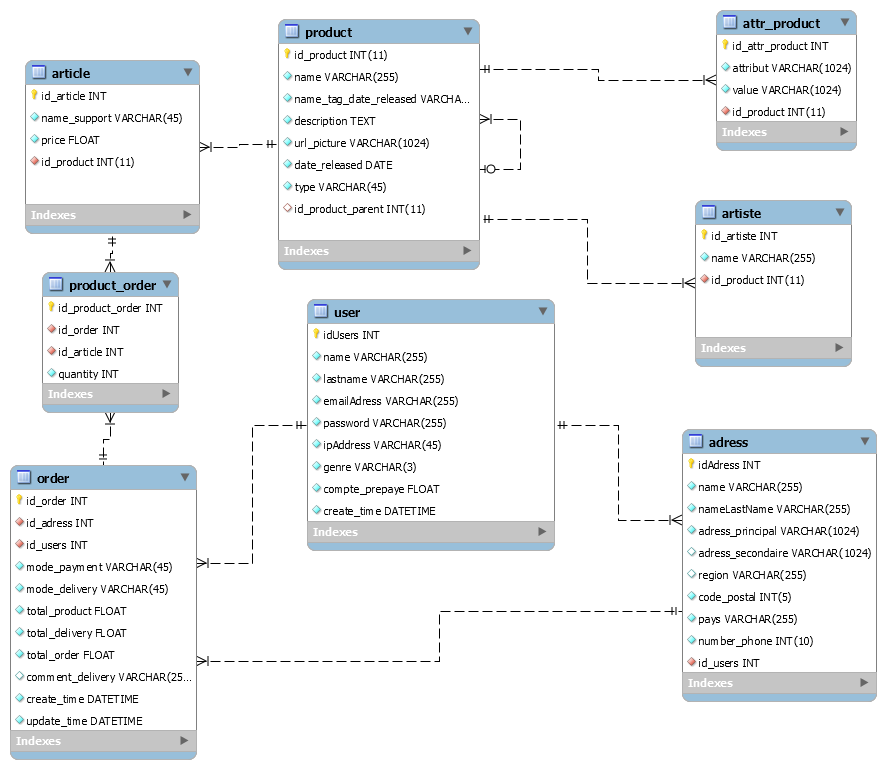 article
id_article INT
name_support VARCHAR(45)
price FLOAT
id_product INT(11)
Indexes
product
id_product INT(11)
name VARCHAR(255)
name_tag_date_released VARCHA...
description TEXT
url_picture VARCHAR(1024)
date_released DATE
type VARCHAR(45)
id_product_parent INT(11)
Indexes
attr_product
id_attr_product INT
attribut VARCHAR(1024)
value VARCHAR(1024)
id_product INT(11)
Indexes
artiste
id_artiste INT
name VARCHAR(255)
id_product INT(11)
Indexes
product_order
id_product_order INT
id_order INT
id_article INT
quantity INT
Indexes
user
idUsers INT
name VARCHAR(255)
lastname VARCHAR(255)
emailAdress VARCHAR(255)
password VARCHAR(255)
ipAddress VARCHAR(45)
genre VARCHAR(3)
compte_prepaye FLOAT
create_time DATETIME
Indexes
order
id_order INT
id_adress INT
id_users INT
mode_payment VARCHAR(45)
mode_delivery VARCHAR(45)
total_product FLOAT
total_delivery FLOAT
total_order FLOAT
comment_delivery VARCHAR(25...
create_time DATETIME
update_time DATETIME
Indexes
adress
idAdress INT
name VARCHAR(255)
nameLastName VARCHAR(255)
adress_principal VARCHAR(1024)
adress_secondaire VARCHAR(1024)
region VARCHAR(255)
code_postal INT(5)
pays VARCHAR(255)
number_phone INT(10)
id_users INT
Indexes